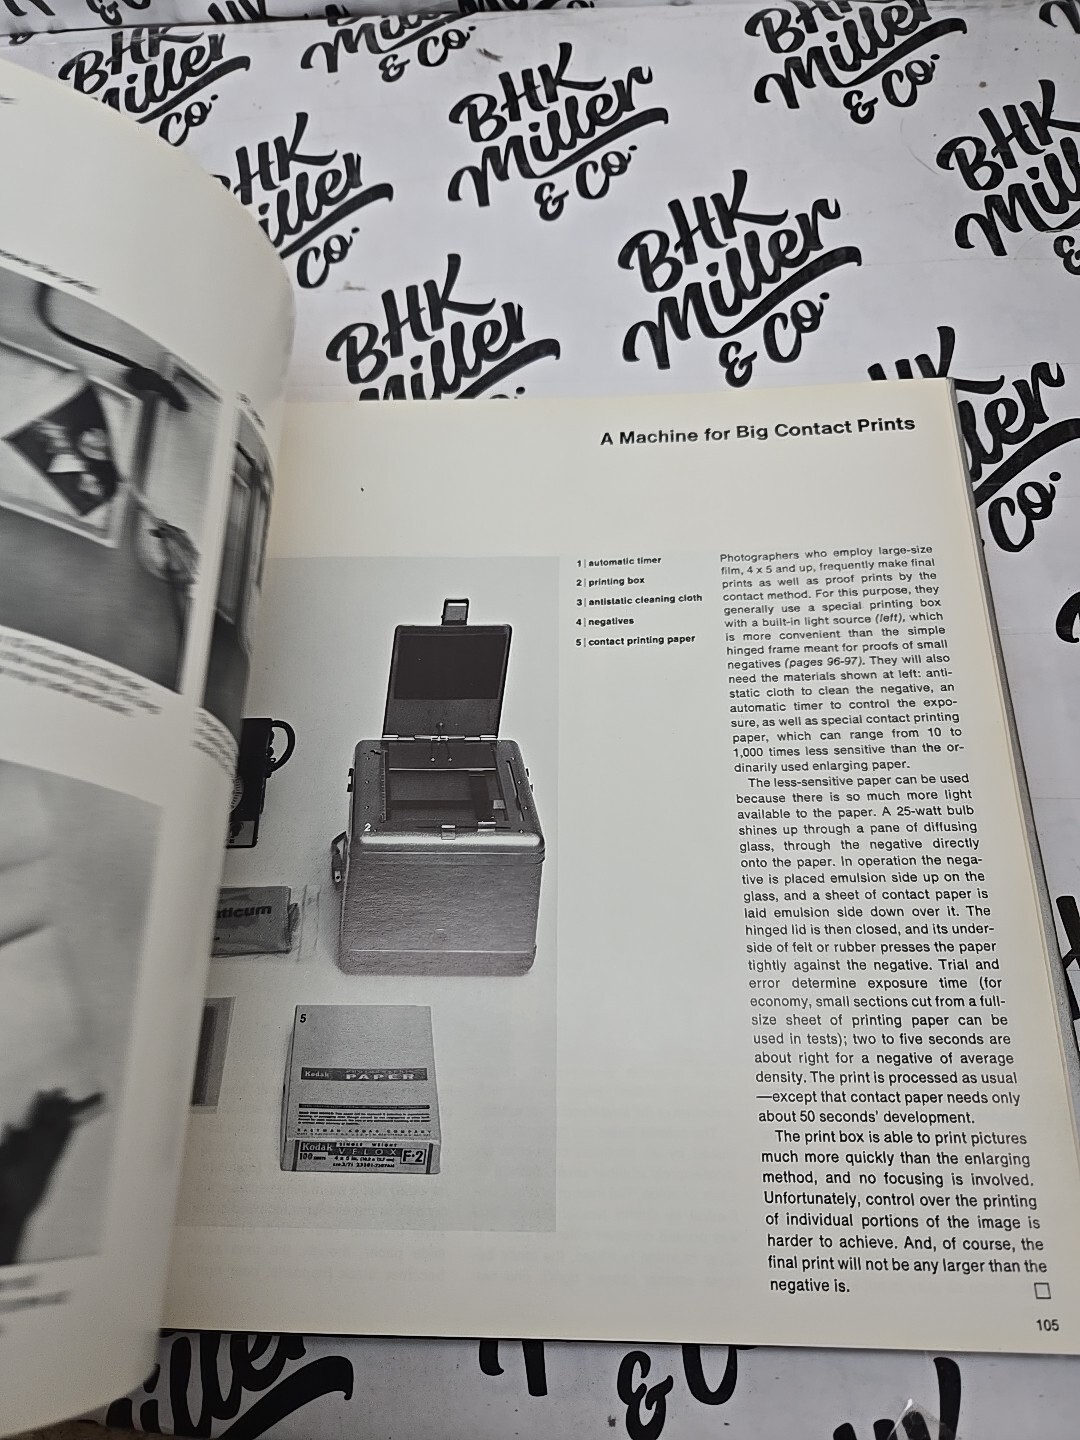 BHK
Miller
& Co.
A Machine for Big Contact Prints
1 | automatic timer
2 | printing box
3 | antistatic cleaning cloth
4 | negatives
5 | contact printing paper
Photographers who employ large-size
film, 4 x 5 and up, frequently make final
prints as well as proof prints by the
contact method. For this purpose, they
generally use a special printing box
with a built-in light source (left), which
is more convenient than the simple
hinged frame meant for proofs of small
negatives (pages 96-97). They will also
need the materials shown at left: anti-
static cloth to clean the negative, an
automatic timer to control the expo-
sure, as well as special contact printing
paper, which can range from 10 to
1,000 times less sensitive than the or-
dinarily used enlarging paper.
The less-sensitive paper can be used
because there is so much more light
available to the paper. A 25-watt bulb
shines up through a pane of diffusing
glass, through the negative directly
onto the paper. In operation the nega-
tive is placed emulsion side up on the
glass, and a sheet of contact paper is
laid emulsion side down over it. The
hinged lid is then closed, and its under-
side of felt or rubber presses the paper
tightly against the negative. Trial and
error determine exposure time (for
economy, small sections cut from a full-
size sheet of printing paper can be
used in tests); two to five seconds are
about right for a negative of average
density. The print is processed as usual
—except that contact paper needs only
about 50 seconds' development.
The print box is able to print pictures
much more quickly than the enlarging
method, and no focusing is involved.
Unfortunately, control over the printing
of individual portions of the image is
harder to achieve. And, of course, the
final print will not be any larger than the
negative is.
2
5
Kodak PHOTOGRAPHIC
PAPER
EASTMAN KODAK COMPANY
Kodak SINGLE WEIGHT
VELOX F·2
100 SHEETS 4 x 5 in.
105